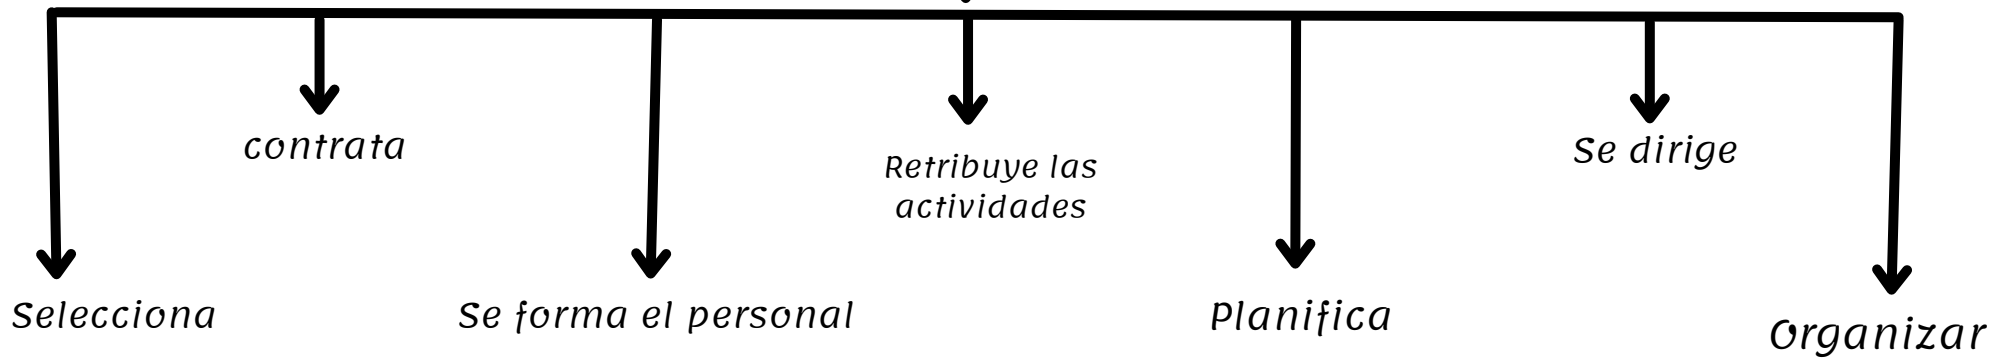 Selecciona
contrata
Se forma el personal
Retribuye las
actividades
Planifica
Se dirige
Organizar